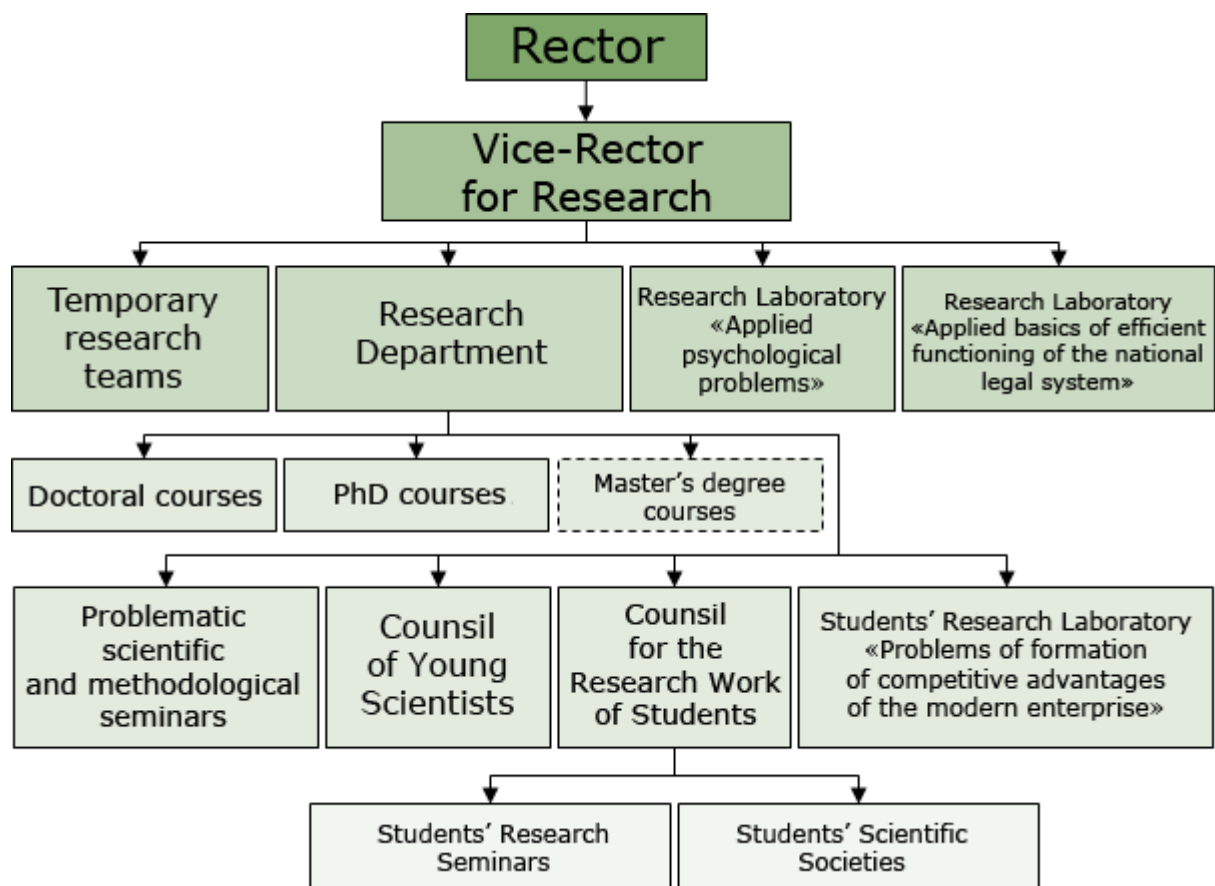 Rector
Vice-Rector
for Research
Temporary
research
teams
Research
Department
Research Laboratory
«Applied
psychological
problems»
Research Laboratory
«Applied basics of efficient
functioning of the national
legal system»
Doctoral courses
PhD courses
Master's degree
courses
Problematic
scientific
and methodological
seminars
Counsil
of Young
Scientists
Counsil
for the
Research Work
of Students
Students' Research Laboratory
«Problems of formation
of competitive advantages
of the modern enterprise»
Students' Research
Seminars
Students' Scientific
Societies